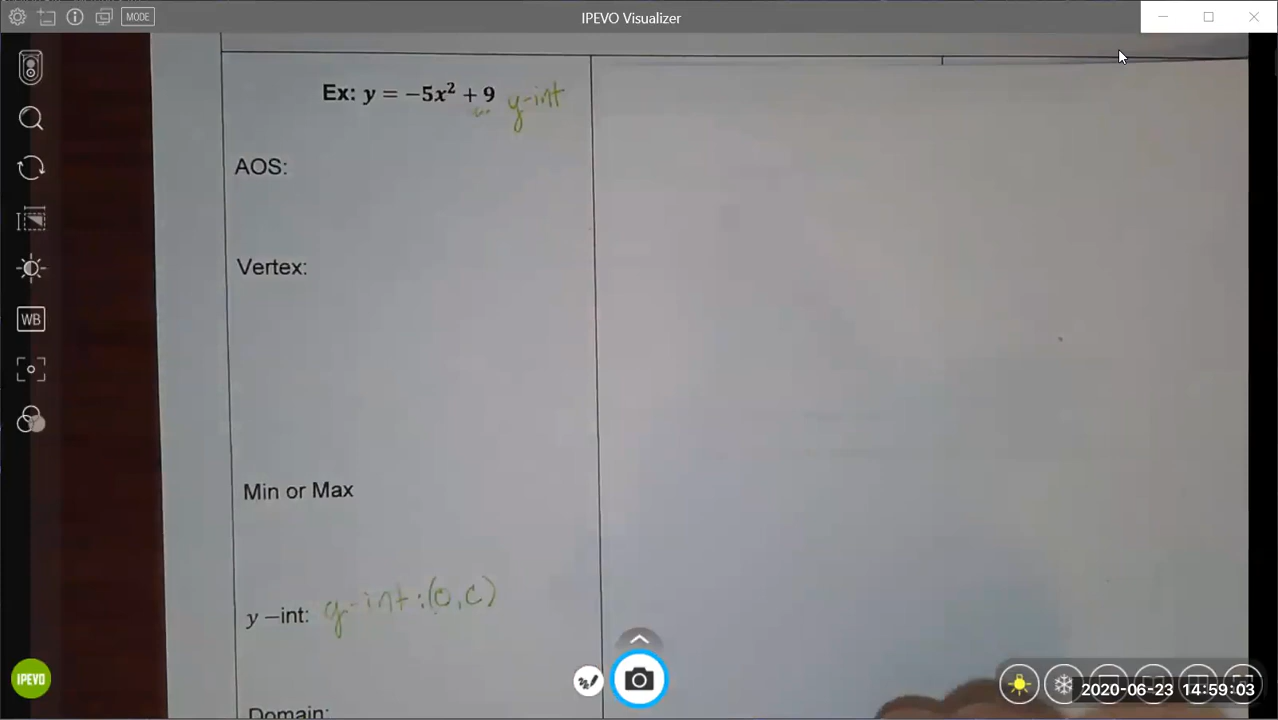 IPEVO Visualizer
MODE
Ex: y = −5x² + 9 y-int
AOS:
Vertex:
Min or Max
y −int: y-int: (0, c)
Domain:
WB
IPEVO
2020-06-23 14:59:03